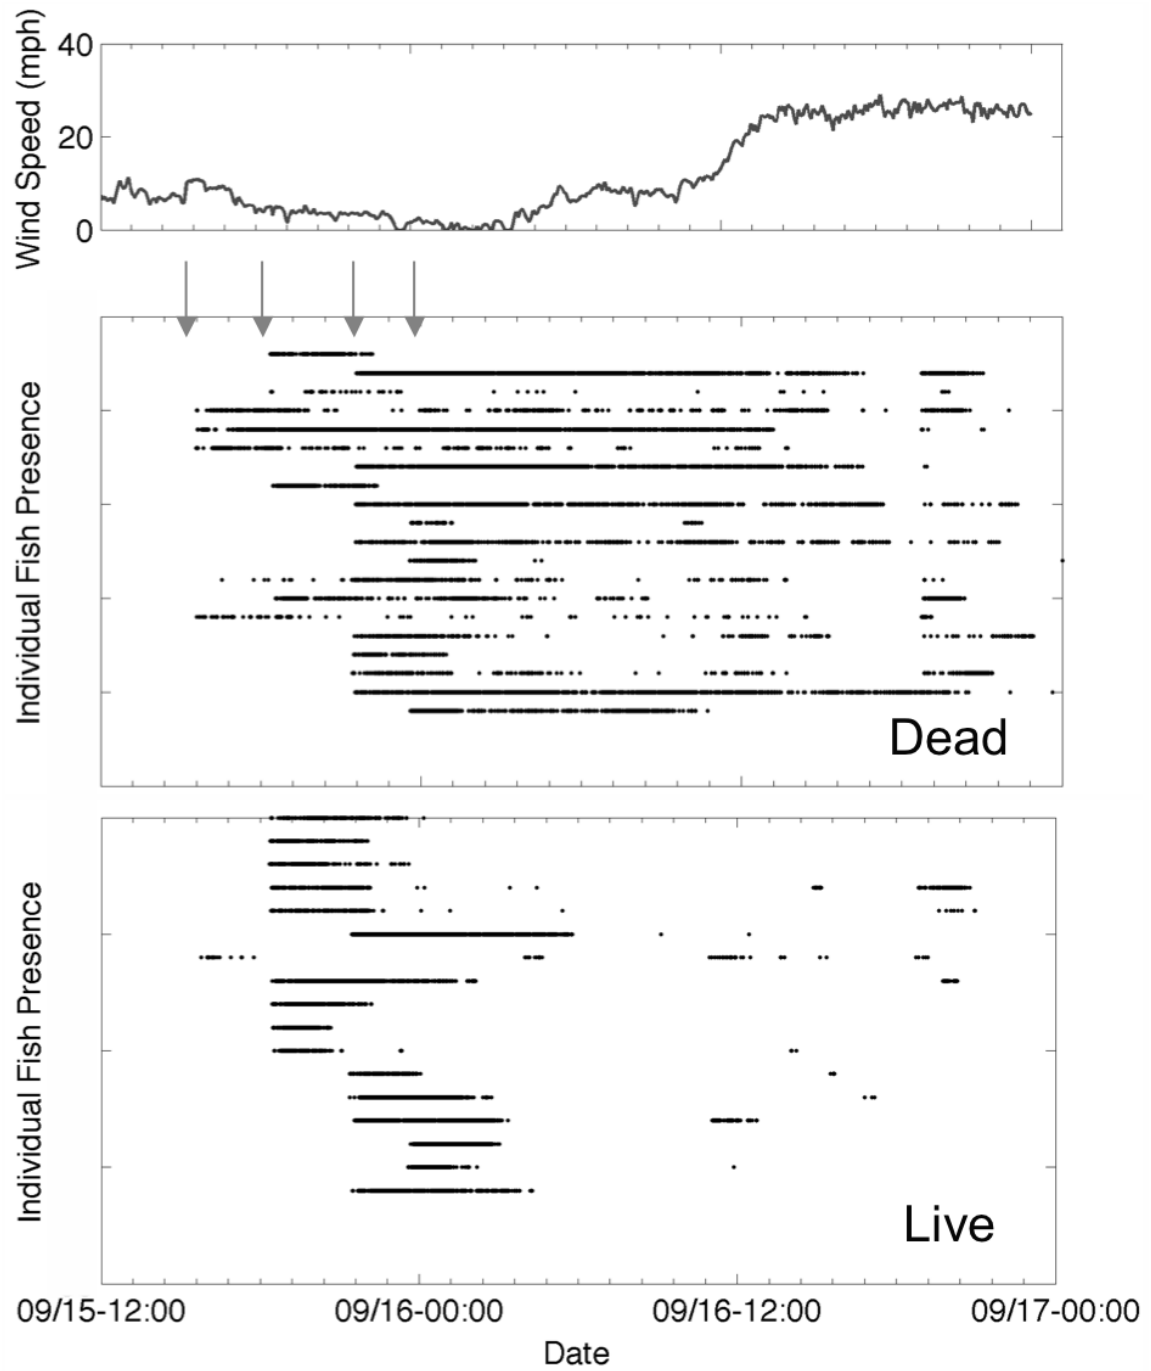 Wind Speed (mph)
40
20
0
Individual Fish Presence
Dead
Individual Fish Presence
Live
09/15-12:00
09/16-00:00
09/16-12:00
09/17-00:00
Date